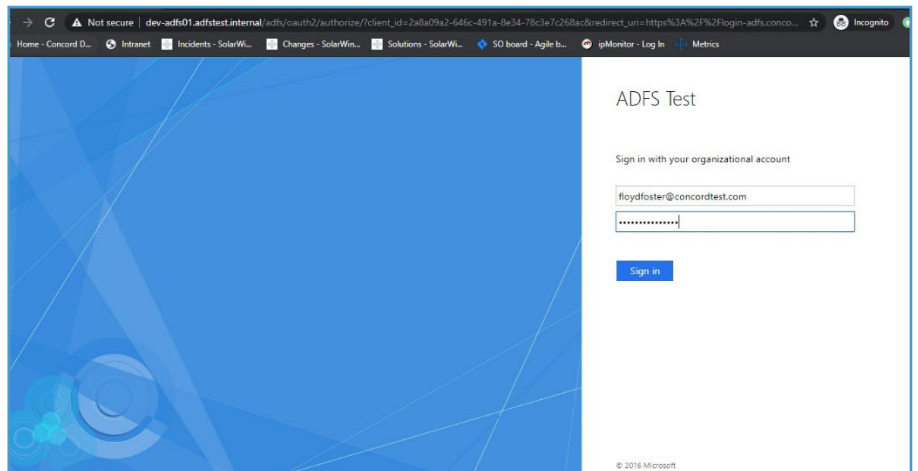 Not secure | dev-adfs01.adfstest.internal/adfs/oauth2/authorize/?client_id=2a8a09a2-646c-491a-8e34-78c3e7c268ac&redirect_uri=https%3A%2F%2Flogin-adfs.conco... Incognito
Home - Concord D... Intranet Incidents - SolarWi... Changes - SolarWin... Solutions - SolarWi... SO board - Agile b... ipMonitor - Log In Metrics
ADFS Test
Sign in with your organizational account
floydfoster@concordtest.com
Sign in
© 2016 Microsoft